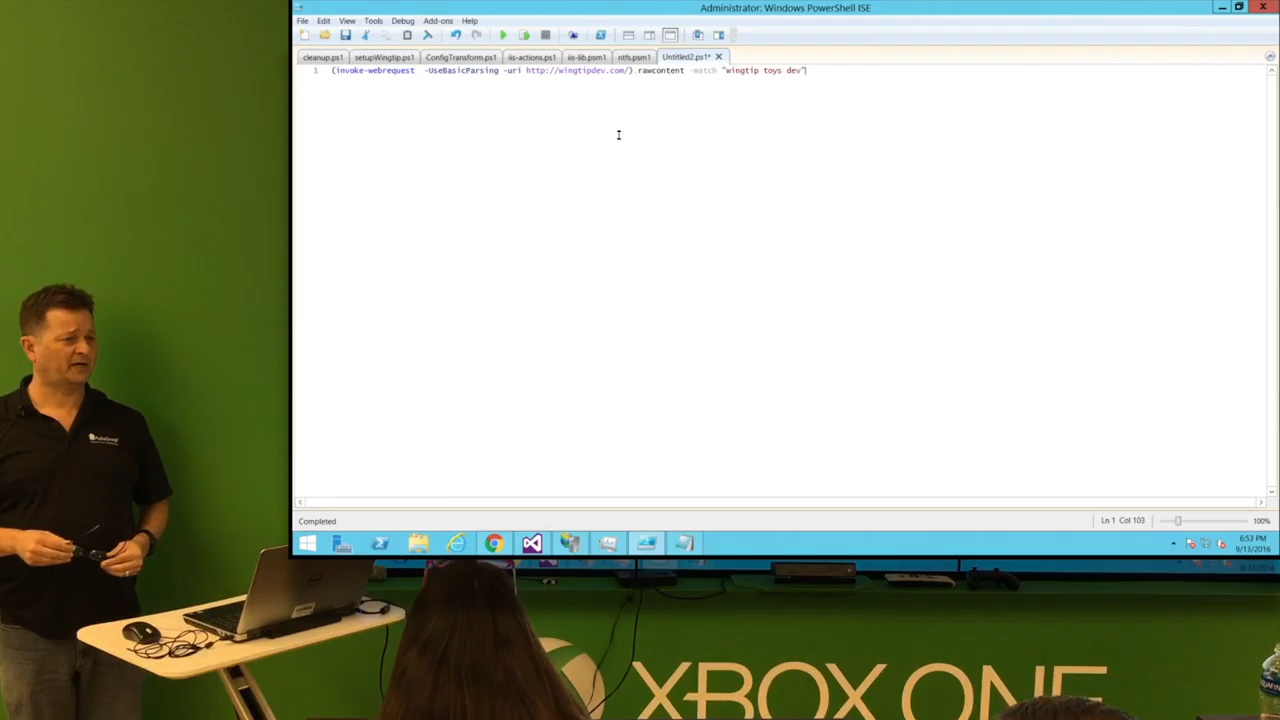 Administrator: Windows PowerShell ISE
File Edit View Tools Debug Add-ons Help
cleanup.ps1 setupWingtip.ps1 ConfigTransform.ps1 iis-actions.ps1 iis-lib.psm1 ntfs.psm1 Untitled2.ps1*
1 (invoke-webrequest -UseBasicParsing -uri http://wingtipdev.com/).rawcontent -match "wingtip toys dev"
Completed
Ln 1 Col 103
100%
6:53 PM
9/13/2016
XBOX ONE